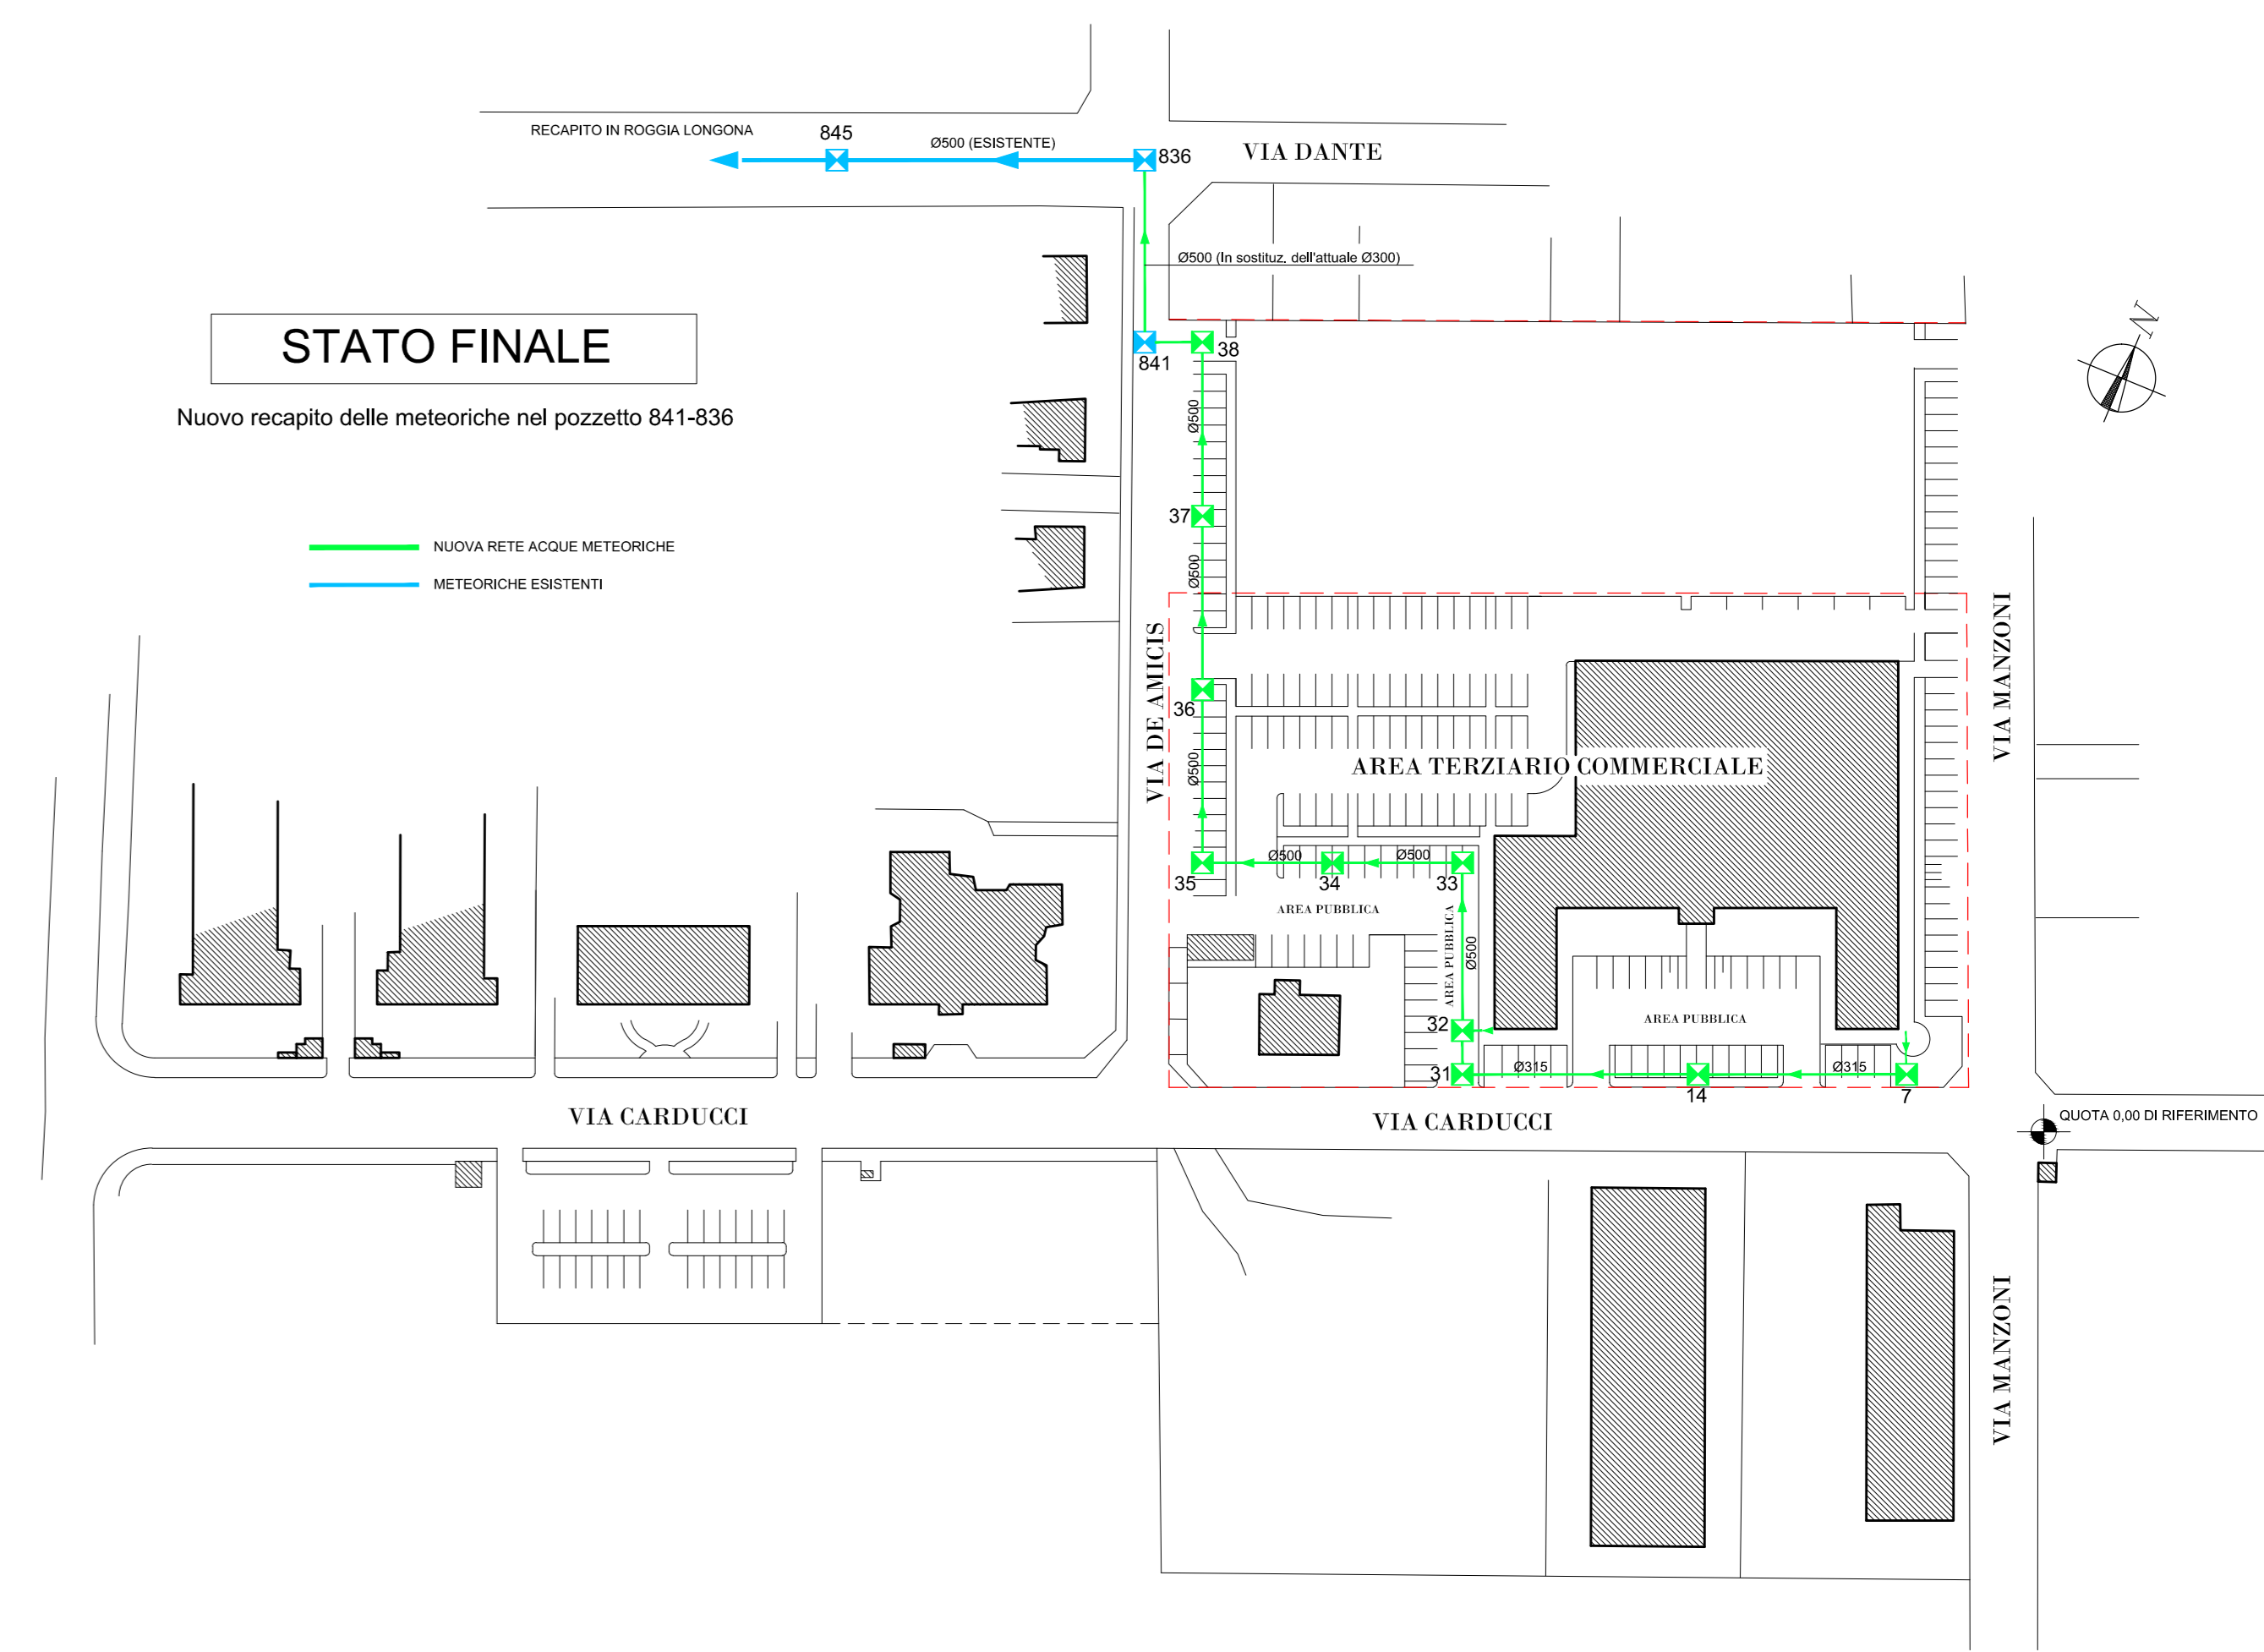 RECAPITO IN ROGGIA LONGONA
845
Ø500 (ESISTENTE)
836
VIA DANTE
Ø500 (In sostituz. dell'attuale Ø300)
N
STATO FINALE
841
38
Nuovo recapito delle meteoriche nel pozzetto 841-836
Ø500
37
NUOVA RETE ACQUE METEORICHE
Ø500
METEORICHE ESISTENTI
VIA DE AMICIS
VIA MANZONI
36
Ø500
AREA TERZIARIO COMMERCIALE
Ø500
Ø500
35
34
33
AREA PUBBLICA
AREA PUBBLICA
Ø500
32
AREA PUBBLICA
31
Ø315
Ø315
14
7
VIA CARDUCCI
VIA CARDUCCI
QUOTA 0,00 DI RIFERIMENTO
VIA MANZONI